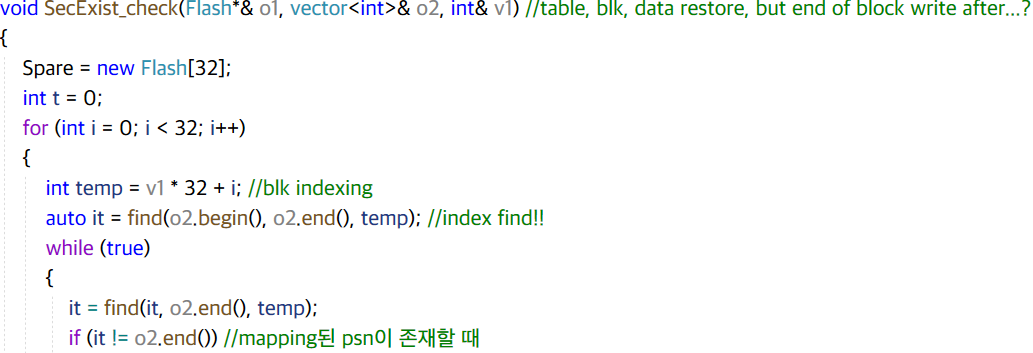 void SecExist_check(Flash*& o1, vector<int>& o2, int& v1) //table, blk, data restore, but end of block write after...?
{
Spare = new Flash[32];
int t = 0;
for (int i = 0; i < 32; i++)
{
int temp = v1 * 32 + i; //blk indexing
auto it = find(o2.begin(), o2.end(), temp); //index find!!
while (true)
{
it = find(it, o2.end(), temp);
if (it != o2.end()) //mapping된 psn이 존재할 때